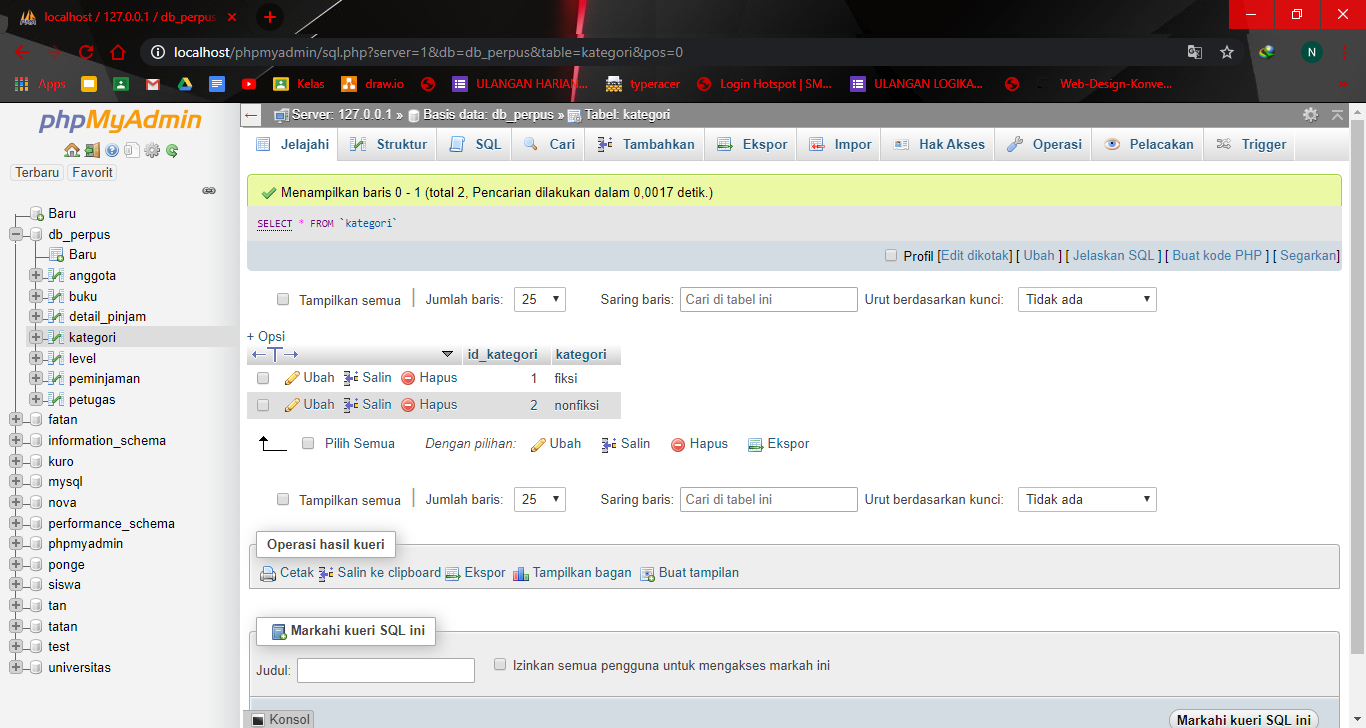 localhost / 127.0.0.1 / db_perpus
localhost/phpmyadmin/sql.php?server=1&db=db_perpus&table=kategori&pos=0
N
Apps Kelas draw.io ULANGAN HARIAN... typeracer Login Hotspot | SM... ULANGAN LOGIKA... Web-Design-Konve...
phpMyAdmin
Terbaru Favorit
Baru
db_perpus
Baru
anggota
buku
detail_pinjam
kategori
level
peminjaman
petugas
fatan
information_schema
kuro
mysql
nova
performance_schema
phpmyadmin
ponge
siswa
tan
tatan
test
universitas
Server: 127.0.0.1 » Basis data: db_perpus » Tabel: kategori
Jelajahi Struktur SQL Cari Tambahkan Ekspor Impor Hak Akses Operasi Pelacakan Trigger
Menampilkan baris 0 - 1 (total 2, Pencarian dilakukan dalam 0,0017 detik.)
SELECT * FROM `kategori`
Profil [Edit dikotak] [ Ubah ] [ Jelaskan SQL ] [ Buat kode PHP ] [ Segarkan]
Tampilkan semua | Jumlah baris: 25 Saring baris: Cari di tabel ini Urut berdasarkan kunci: Tidak ada
+ Opsi
←T→ id_kategori kategori
Ubah Salin Hapus 1 fiksi
Ubah Salin Hapus 2 nonfiksi
Pilih Semua Dengan pilihan: Ubah Salin Hapus Ekspor
Tampilkan semua | Jumlah baris: 25 Saring baris: Cari di tabel ini Urut berdasarkan kunci: Tidak ada
Operasi hasil kueri
Cetak Salin ke clipboard Ekspor Tampilkan bagan Buat tampilan
Markahi kueri SQL ini
Judul: Izinkan semua pengguna untuk mengakses markah ini
Konsol Markahi kueri SQL ini